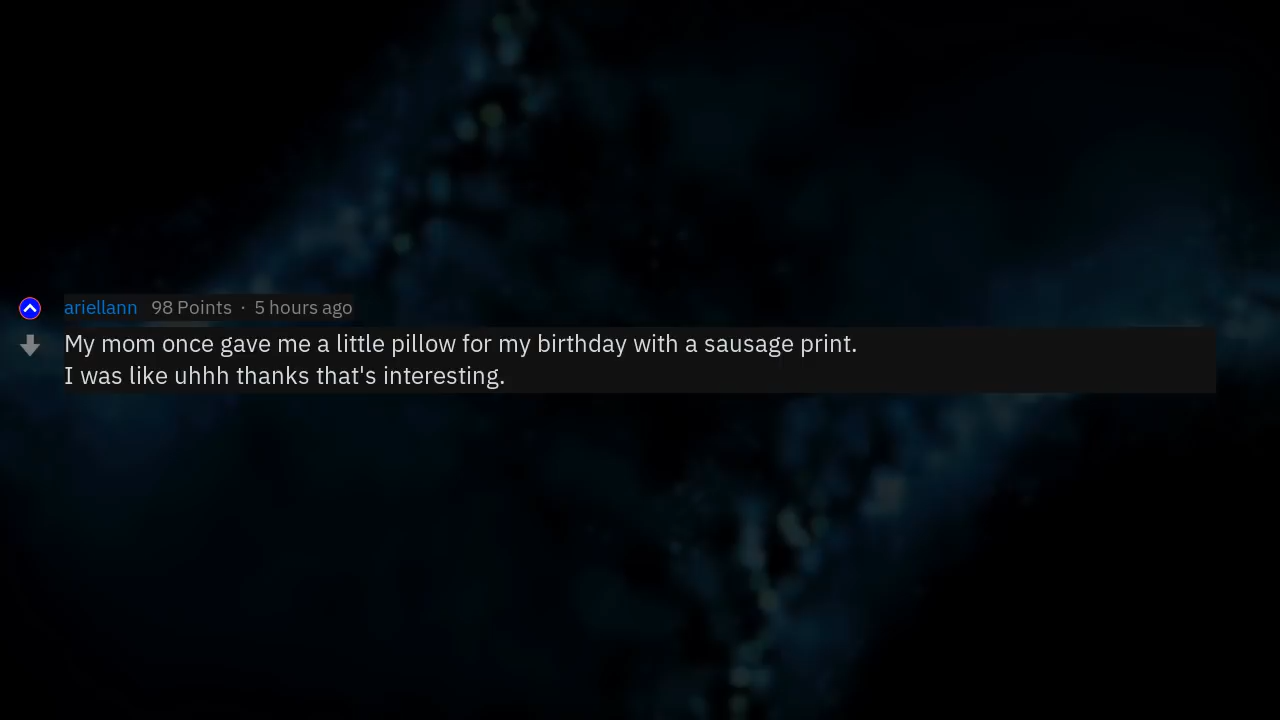 ariellann 98 Points · 5 hours ago
My mom once gave me a little pillow for my birthday with a sausage print.
I was like uhhh thanks that's interesting.